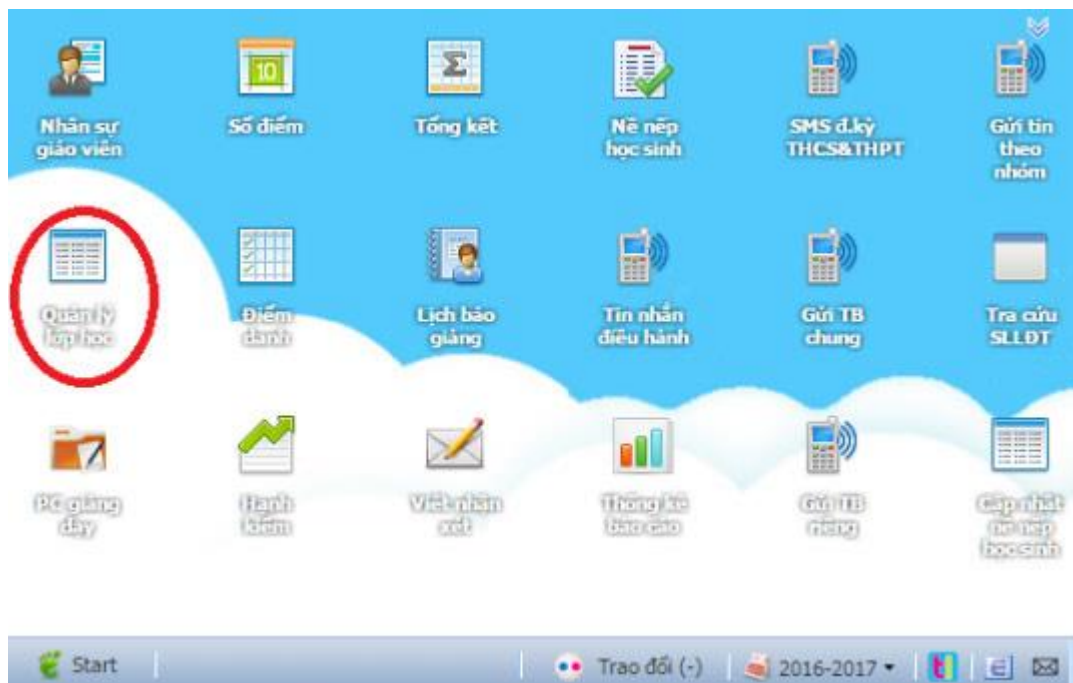 Nhân sự
giáo viên
Sổ điểm
Tổng kết
Nề nếp
học sinh
SMS đ.kỳ
THCS&THPT
Gửi tin
theo
nhóm
Quản lý
lớp học
Điểm
danh
Lịch báo
giảng
Tin nhắn
điều hành
Gửi TB
chung
Tra cứu
SLLĐT
PC giảng
dạy
Hạnh
kiểm
Viết nhận
xét
Thống kê
báo cáo
Gửi TB
riêng
Cập nhật
nề nếp
học sinh
Start
Trao đổi (-)
2016-2017